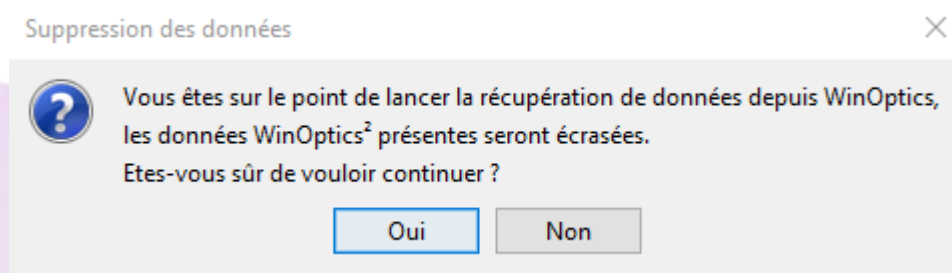 Suppression des données
Vous êtes sur le point de lancer la récupération de données depuis WinOptics,
les données WinOptics² présentes seront écrasées.
Etes-vous sûr de vouloir continuer ?
Oui Non